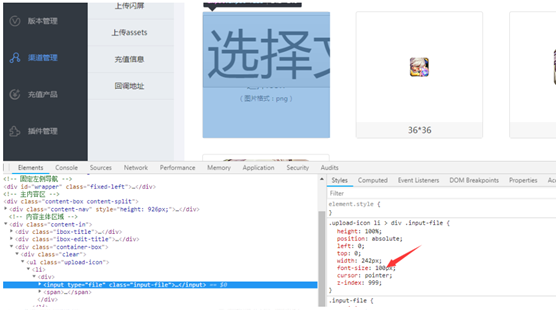 版本管理
渠道管理
充值产品
插件管理
上传闪屏
上传assets
充值信息
回调地址
选择文
（图片格式：png）
36*36
Elements Console Sources Network Performance Memory Application Security Audits
<!-- 固定左侧导航 -->
<div id="wrapper" class="fixed-left">…</div>
<!-- 主内容区 -->
<div class="content-box content-split">
<div class="content-nav" style="height: 926px;">…</div>
<!-- 内容主体区域 -->
<div class="content-in">
<div class="ibox-title">…</div>
<div class="ibox-edit-title">…</div>
<div class="container-box">
<div class="clear">
<ul class="upload-icon">
<li>
<div>
<input type="file" class="input-file">…</input> == $0
<span>…</span>
</div>
Styles Computed Event Listeners DOM Breakpoints Properties Acc
Filter
element.style {
}
.upload-icon li > div .input-file {
height: 100%;
position: absolute;
left: 0;
top: 0;
width: 242px;
font-size: 100px;
cursor: pointer;
z-index: 999;
}
.input-file {